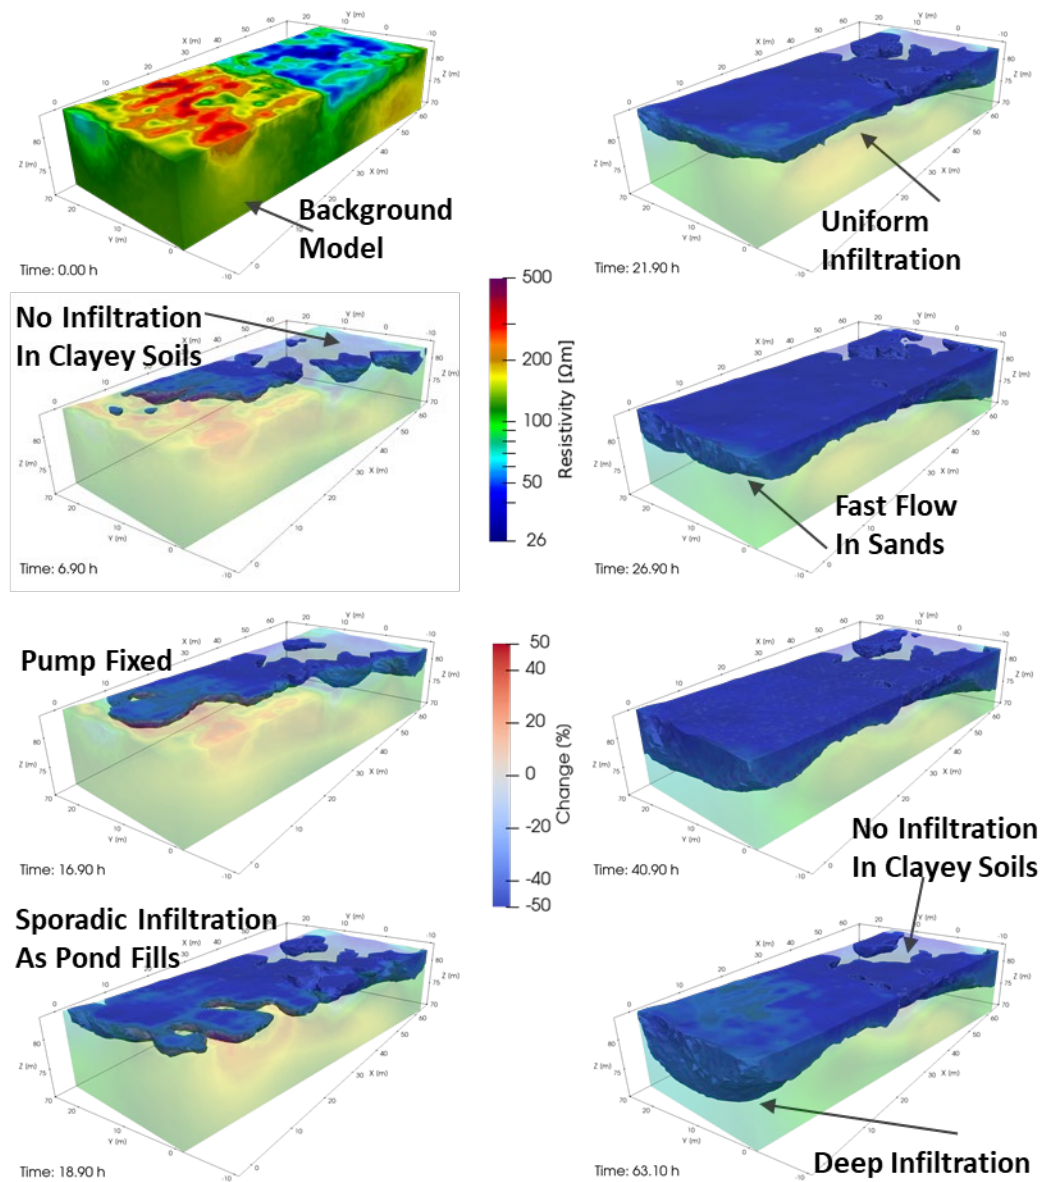 Background
Model
Time: 0.00 h
X (m)
Y (m)
Z (m)
No Infiltration
In Clayey Soils
Time: 6.90 h
X (m)
Y (m)
Z (m)
Pump Fixed
Time: 16.90 h
X (m)
Y (m)
Z (m)
Sporadic Infiltration
As Pond Fills
Time: 18.90 h
X (m)
Y (m)
Z (m)
500
200
100
50
26
Resistivity [Ωm]
50
40
20
0
-20
-40
-50
Change (%)
Uniform
Infiltration
Time: 21.90 h
X (m)
Y (m)
Z (m)
Fast Flow
In Sands
Time: 26.90 h
X (m)
Y (m)
Z (m)
No Infiltration
In Clayey Soils
Time: 40.90 h
X (m)
Y (m)
Z (m)
Deep Infiltration
Time: 63.10 h
X (m)
Y (m)
Z (m)